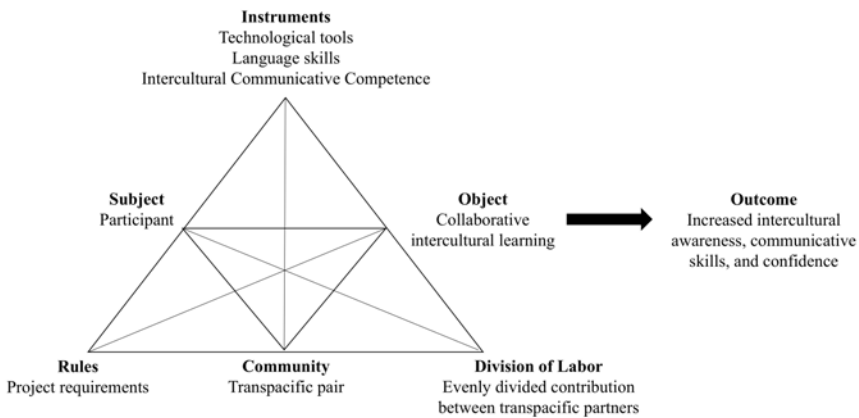 Instruments
Technological tools
Language skills
Intercultural Communicative Competence
Subject
Participant
Object
Collaborative
intercultural learning
Outcome
Increased intercultural
awareness, communicative
skills, and confidence
Rules
Project requirements
Community
Transpacific pair
Division of Labor
Evenly divided contribution
between transpacific partners